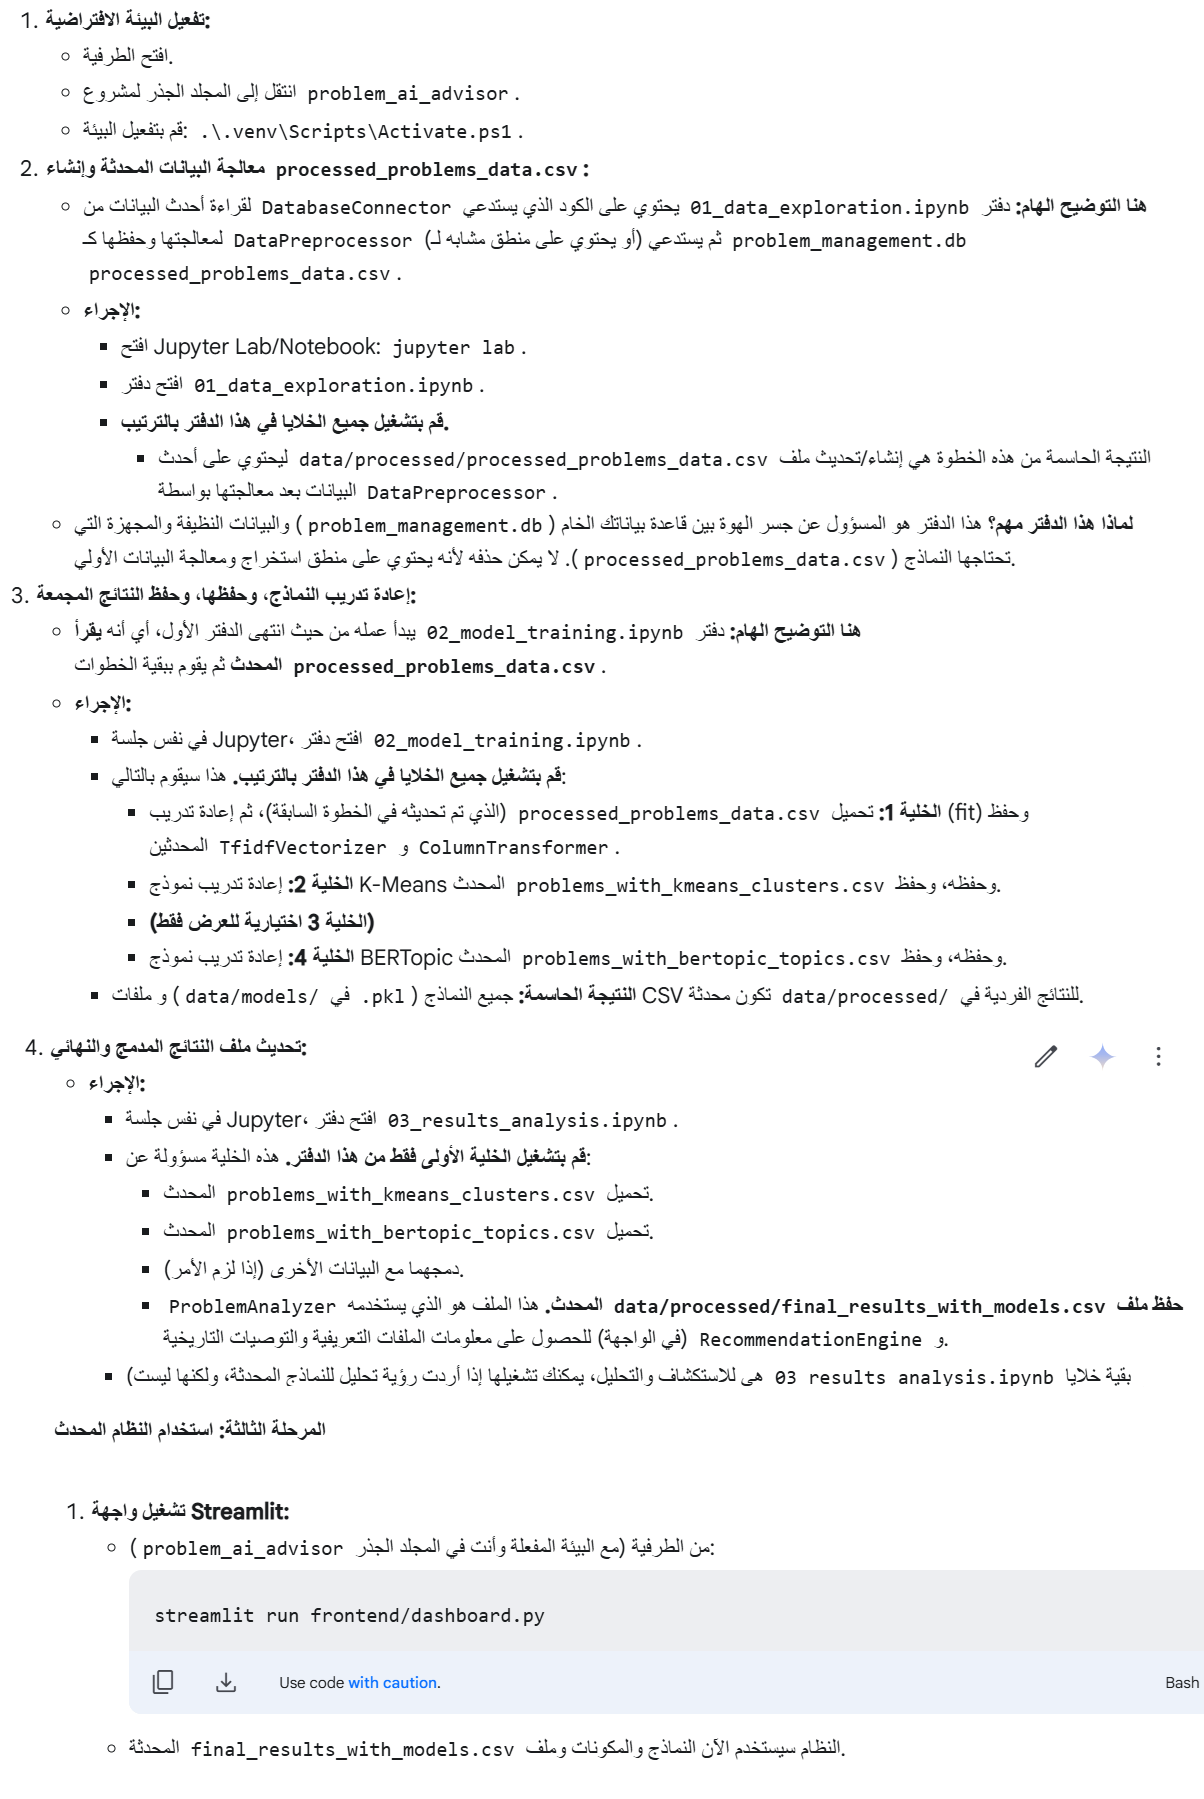 1. تفعيل البيئة الافتراضية:
افتح الطرفية.
انتقل إلى المجلد الجذر لمشروع problem_ai_advisor.
قم بتفعيل البيئة: .\.venv\Scripts\Activate.ps1.
2. معالجة البيانات المحدثة وإنشاء processed_problems_data.csv:
هنا التوضيح الهام: دفتر 01_data_exploration.ipynb يحتوي على الكود الذي يستدعي DatabaseConnector لقراءة أحدث البيانات من
problem_management.db ثم يستدعي (أو يحتوي على منطق مشابه لـ) DataPreprocessor لمعالجتها وحفظها كـ
processed_problems_data.csv.
الإجراء:
افتح Jupyter Lab/Notebook: jupyter lab.
افتح دفتر 01_data_exploration.ipynb.
قم بتشغيل جميع الخلايا في هذا الدفتر بالترتيب.
النتيجة الحاسمة من هذه الخطوة هي إنشاء/تحديث ملف data/processed/processed_problems_data.csv ليحتوي على أحدث
البيانات بعد معالجتها بواسطة DataPreprocessor.
لماذا هذا الدفتر مهم؟ هذا الدفتر هو المسؤول عن جسر الهوة بين قاعدة بياناتك الخام (problem_management.db) والبيانات النظيفة والمجهزة التي
تحتاجها النماذج (processed_problems_data.csv). لا يمكن حذفه لأنه يحتوي على منطق استخراج ومعالجة البيانات الأولي.
3. إعادة تدريب النماذج، وحفظها، وحفظ النتائج المجمعة:
هنا التوضيح الهام: دفتر 02_model_training.ipynb يبدأ عمله من حيث انتهى الدفتر الأول، أي أنه يقرأ
processed_problems_data.csv المحدث ثم يقوم ببقية الخطوات.
الإجراء:
في نفس جلسة Jupyter، افتح دفتر 02_model_training.ipynb.
قم بتشغيل جميع الخلايا في هذا الدفتر بالترتيب. هذا سيقوم بالتالي:
الخلية 1: تحميل processed_problems_data.csv (الذي تم تحديثه في الخطوة السابقة)، ثم إعادة تدريب (fit) وحفظ
TfidfVectorizer و ColumnTransformer المحدثين.
الخلية 2: إعادة تدريب نموذج K-Means المحدث وحفظه، وحفظ problems_with_kmeans_clusters.csv.
(الخلية 3 اختيارية للعرض فقط)
الخلية 4: إعادة تدريب نموذج BERTopic المحدث وحفظه، وحفظ problems_with_bertopic_topics.csv.
النتيجة الحاسمة: جميع النماذج (.pkl في data/models/) و ملفات CSV للنتائج الفردية في data/processed/ تكون محدثة.
4. تحديث ملف النتائج المدمج والنهائي:
الإجراء:
في نفس جلسة Jupyter، افتح دفتر 03_results_analysis.ipynb.
قم بتشغيل الخلية الأولى فقط من هذا الدفتر. هذه الخلية مسؤولة عن:
تحميل problems_with_kmeans_clusters.csv المحدث.
تحميل problems_with_bertopic_topics.csv المحدث.
دمجهما مع البيانات الأخرى (إذا لزم الأمر).
حفظ ملف data/processed/final_results_with_models.csv المحدث. هذا الملف هو الذي يستخدمه ProblemAnalyzer
و RecommendationEngine (في الواجهة) للحصول على معلومات الملفات التعريفية والتوصيات التاريخية.
(بقية خلايا 03_results_analysis.ipynb هي للاستكشاف والتحليل، يمكنك تشغيلها إذا أردت رؤية تحليل للنماذج المحدثة، ولكنها ليست
المرحلة الثالثة: استخدام النظام المحدث
1. تشغيل واجهة Streamlit:
من الطرفية (مع البيئة المفعلة وأنت في المجلد الجذر problem_ai_advisor):
streamlit run frontend/dashboard.py
Use code with caution. Bash
النظام سيستخدم الآن النماذج والمكونات وملف final_results_with_models.csv المحدثة.